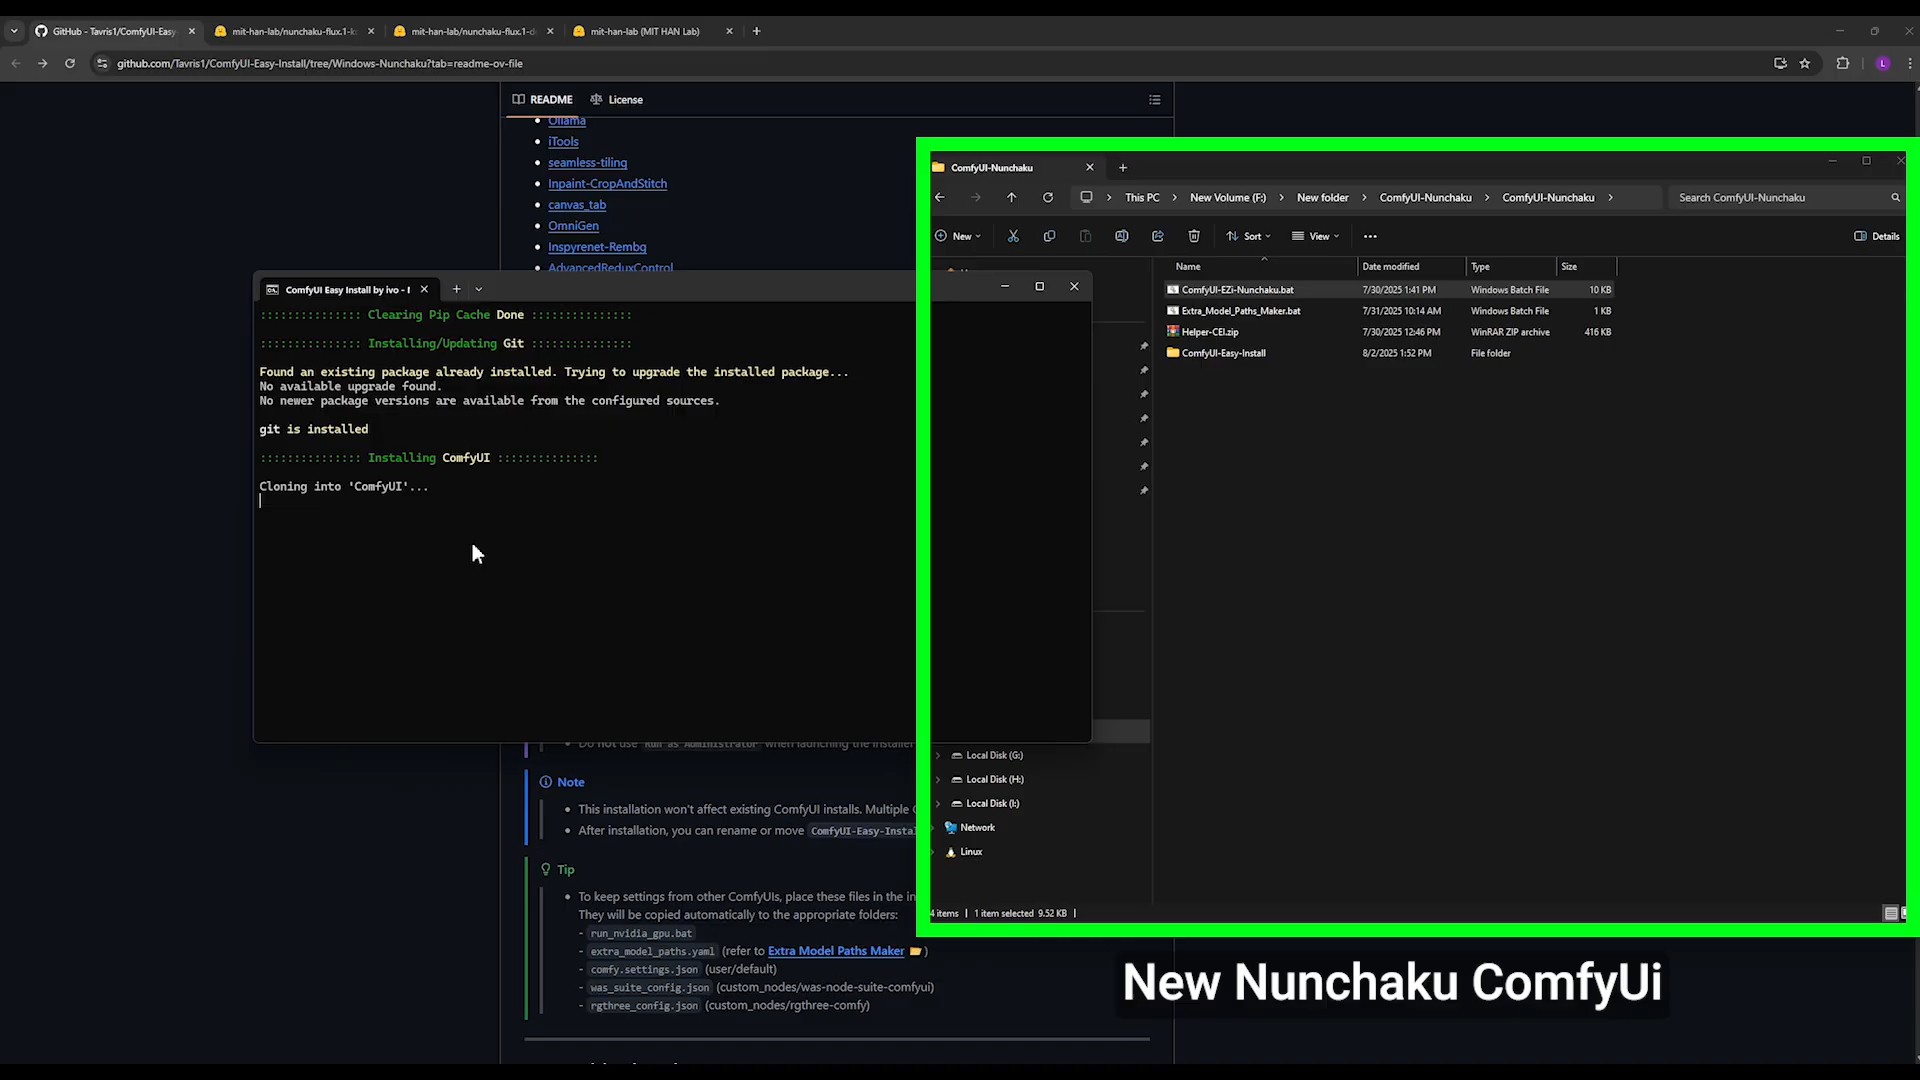 GitHub - Tavris1/ComfyUI-Easy-
mit-han-lab/nunchaku-flux.1-k
mit-han-lab/nunchaku-flux.1-d
mit-han-lab (MIT HAN Lab)
github.com/Tavris1/ComfyUI-Easy-Install/tree/Windows-Nunchaku?tab=readme-ov-file
L
README
License
Ollama
iTools
seamless-tiling
Inpaint-CropAndStitch
canvas_tab
OmniGen
Inspyrenet-Rembg
AdvancedReduxControl
ComfyUI Easy Install by ivo -
::::::::::::::: Clearing Pip Cache Done :::::::::::::::
::::::::::::::: Installing/Updating Git :::::::::::::::
Found an existing package already installed. Trying to upgrade the installed package...
No available upgrade found.
No newer package versions are available from the configured sources.
git is installed
::::::::::::::: Installing ComfyUI :::::::::::::::
Cloning into 'ComfyUI'...
Do not use Run as Administrator when launching the installer
Note
This installation won't affect existing ComfyUI installs. Multiple
After installation, you can rename or move ComfyUI-Easy-Instal
Tip
To keep settings from other ComfyUIs, place these files in the in
They will be copied automatically to the appropriate folders:
- run_nvidia_gpu.bat
- extra_model_paths.yaml (refer to Extra Model Paths Maker )
- comfy.settings.json (user/default)
- was_suite_config.json (custom_nodes/was-node-suite-comfyui)
- rgthree_config.json (custom_nodes/rgthree-comfy)
ComfyUI-Nunchaku
This PC > New Volume (F:) > New folder > ComfyUI-Nunchaku > ComfyUI-Nunchaku >
Search ComfyUI-Nunchaku
New
Sort
View
Details
Name Date modified Type Size
ComfyUI-EZi-Nunchaku.bat 7/30/2025 1:41 PM Windows Batch File 10 KB
Extra_Model_Paths_Maker.bat 7/31/2025 10:14 AM Windows Batch File 1 KB
Helper-CEI.zip 7/30/2025 12:46 PM WinRAR ZIP archive 416 KB
ComfyUI-Easy-Install 8/2/2025 1:52 PM File folder
Local Disk (G:)
Local Disk (H:)
Local Disk (I:)
Network
Linux
4 items | 1 item selected 9.52 KB |
New Nunchaku ComfyUi